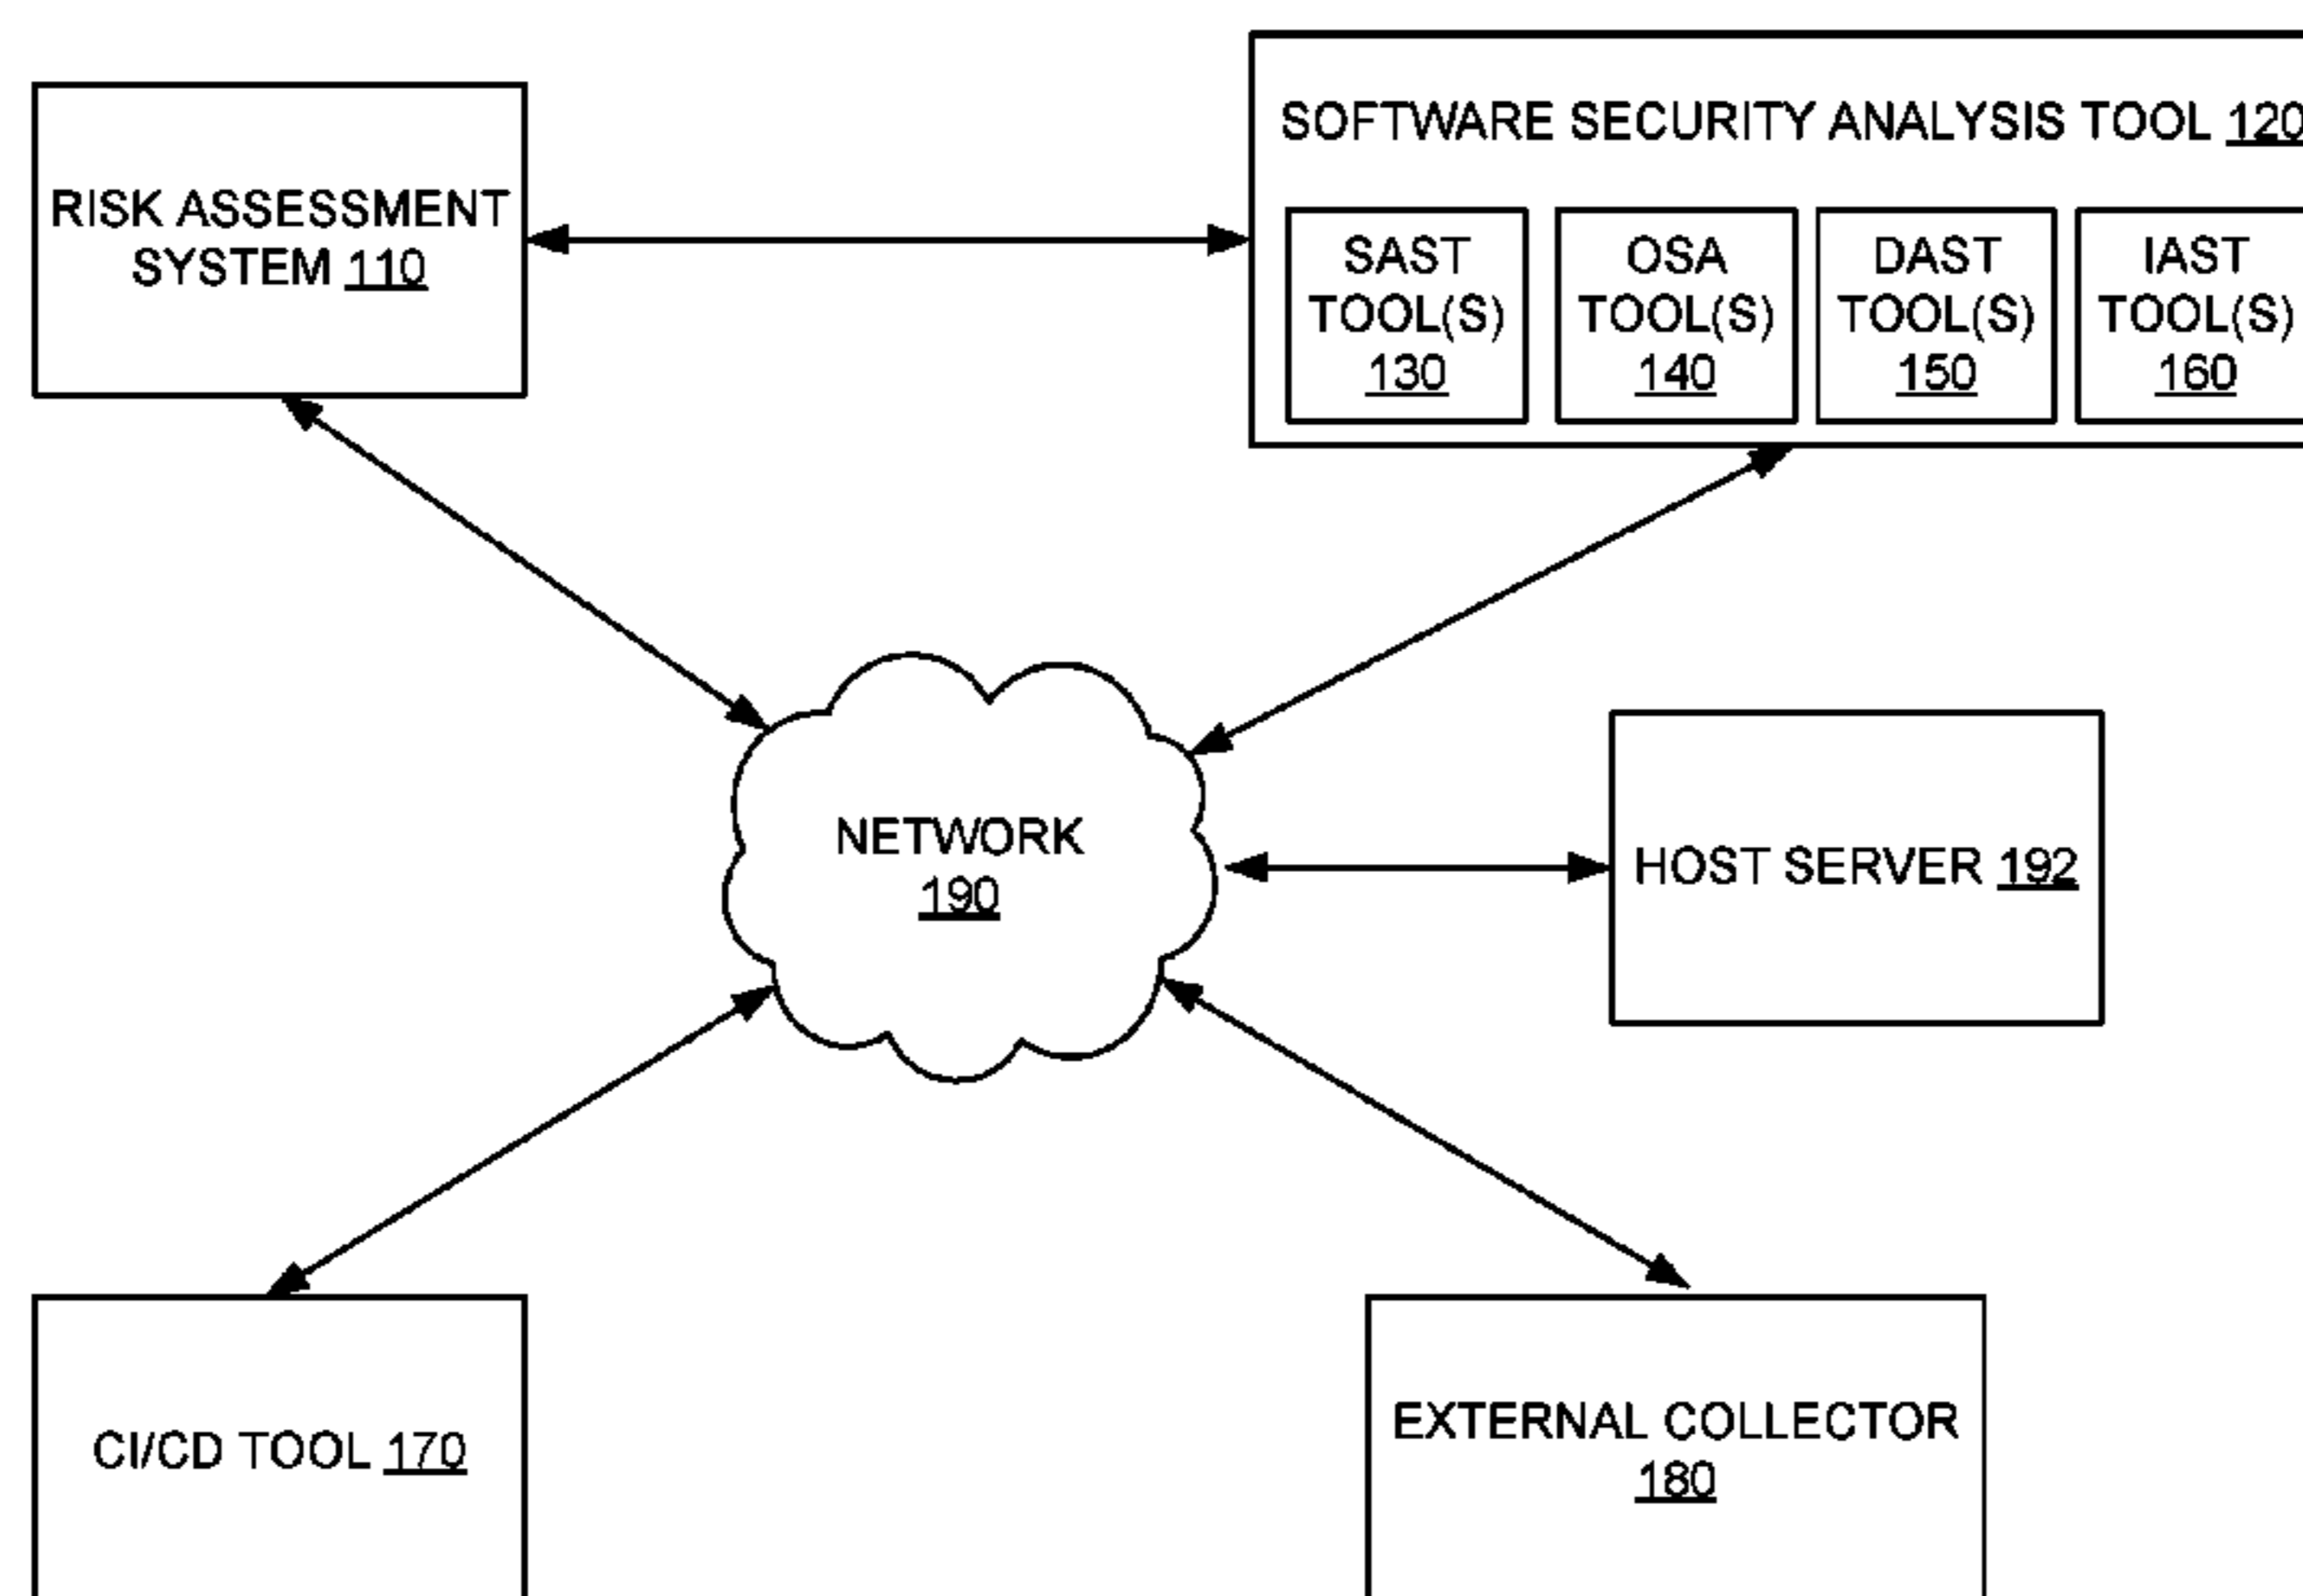 SOFTWARE SECURITY ANALYSIS TOOL 120
RISK ASSESSMENT
SYSTEM 110
SAST
TOOL(S)
130
OSA
TOOL(S)
140
DAST
TOOL(S)
150
IAST
TOOL(S)
160
NETWORK
190
HOST SERVER 192
CI/CD TOOL 170
EXTERNAL COLLECTOR
180